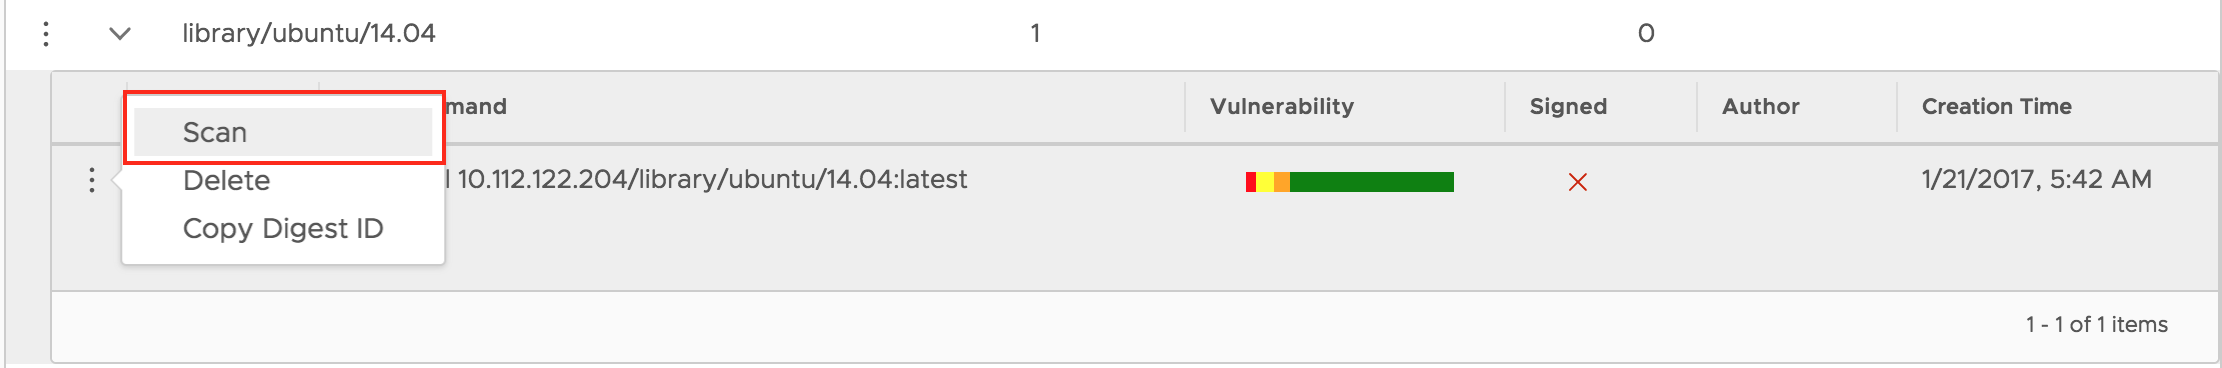 library/ubuntu/14.04 1 0
mand Vulnerability Signed Author Creation Time
Scan
Delete
l 10.112.122.204/library/ubuntu/14.04:latest 1/21/2017, 5:42 AM
Copy Digest ID
1 - 1 of 1 items